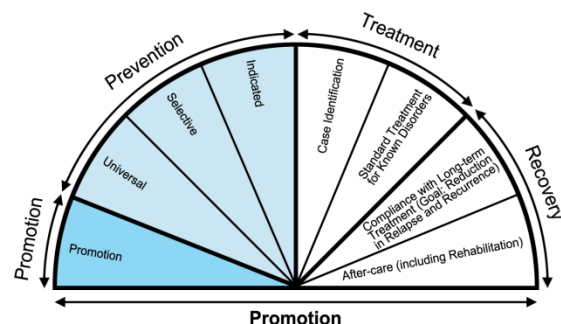 Prevention
Treatment
Promotion
Recovery
Promotion
Universal
Selective
Indicated
Case Identification
Standard Treatment
for Known Disorders
Compliance with Long-term
Treatment (Goal: Reduction
in Relapse and Recurrence)
After-care (including Rehabilitation)
Promotion